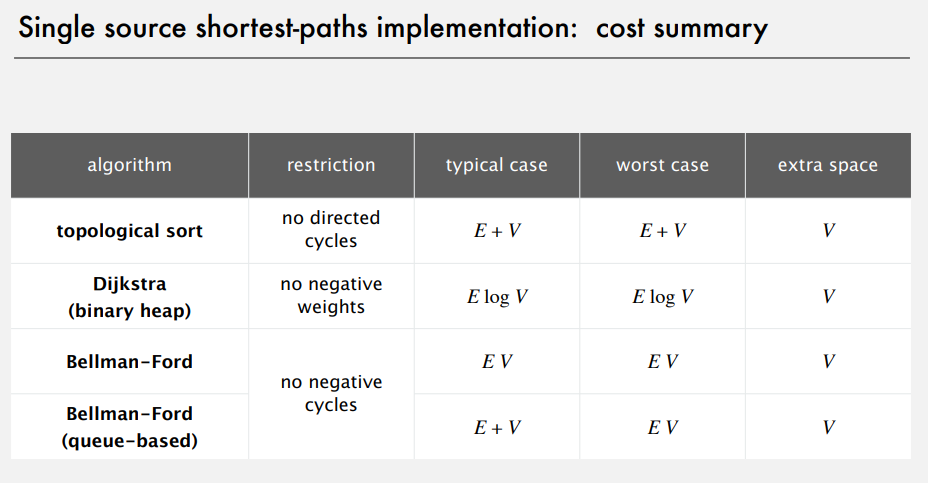 Single source shortest-paths implementation:  cost summary
algorithm restriction typical case worst case extra space
topological sort
no directed
cycles
E + V E + V V
Dijkstra
(binary heap)
no negative
weights
E log V E log V V
Bellman–Ford
E V E V V
no negative
cycles
Bellman–Ford
(queue-based)
E + V E V V